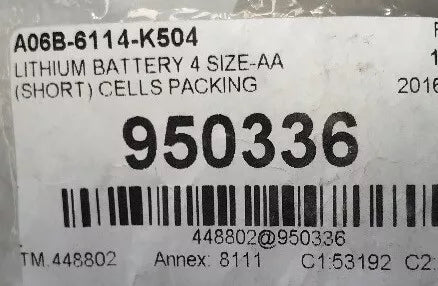 A06B-6114-K504
LITHIUM BATTERY 4 SIZE-AA
(SHORT) CELLS PACKING
2016
950336
448802@950336
TM. 448802 Annex: 8111 C1:53192 C2: